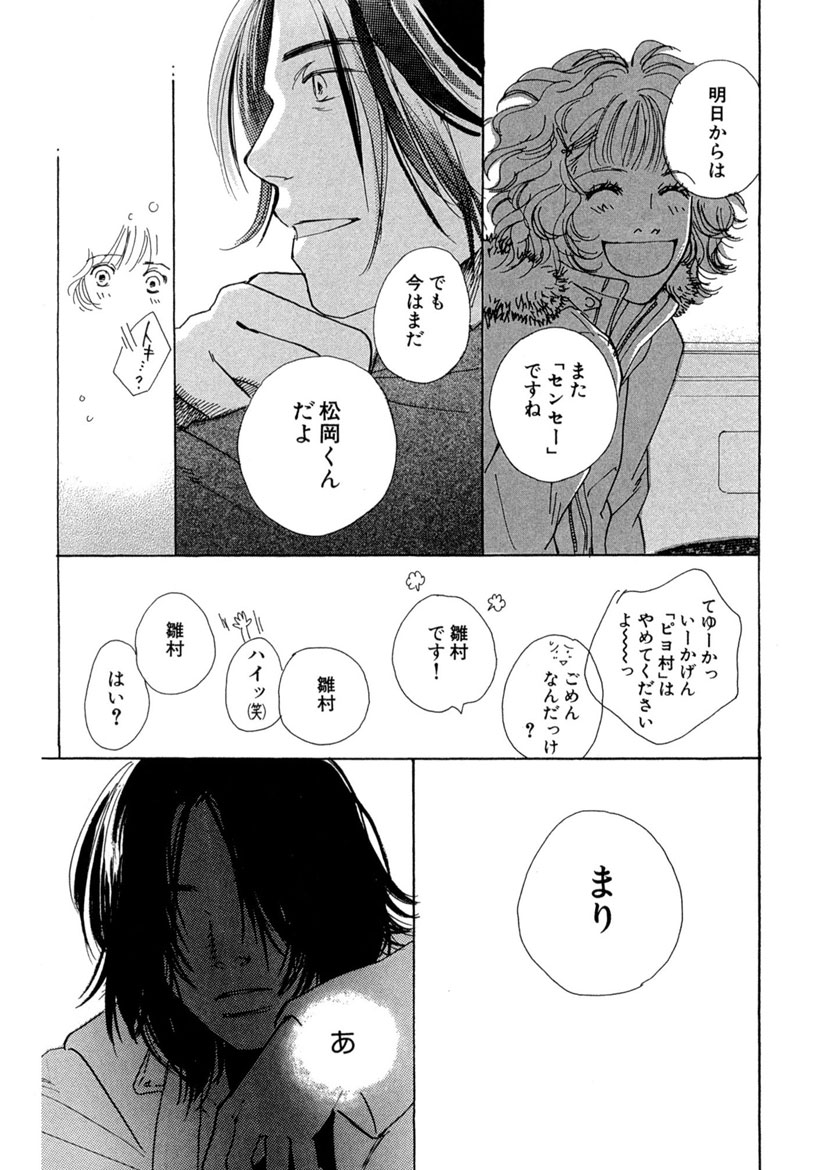 明日からは
また
「センセー」
ですね
でも
今はまだ
松岡くん
だよ
てゆーかっ
いーかげん
「ピヨ村」は
やめてください
よ〜〜〜っ
ごめん
なんだっけ
？
雛村
です！
雛村
ハイッ
(笑)
雛村
はい？
まり
あ